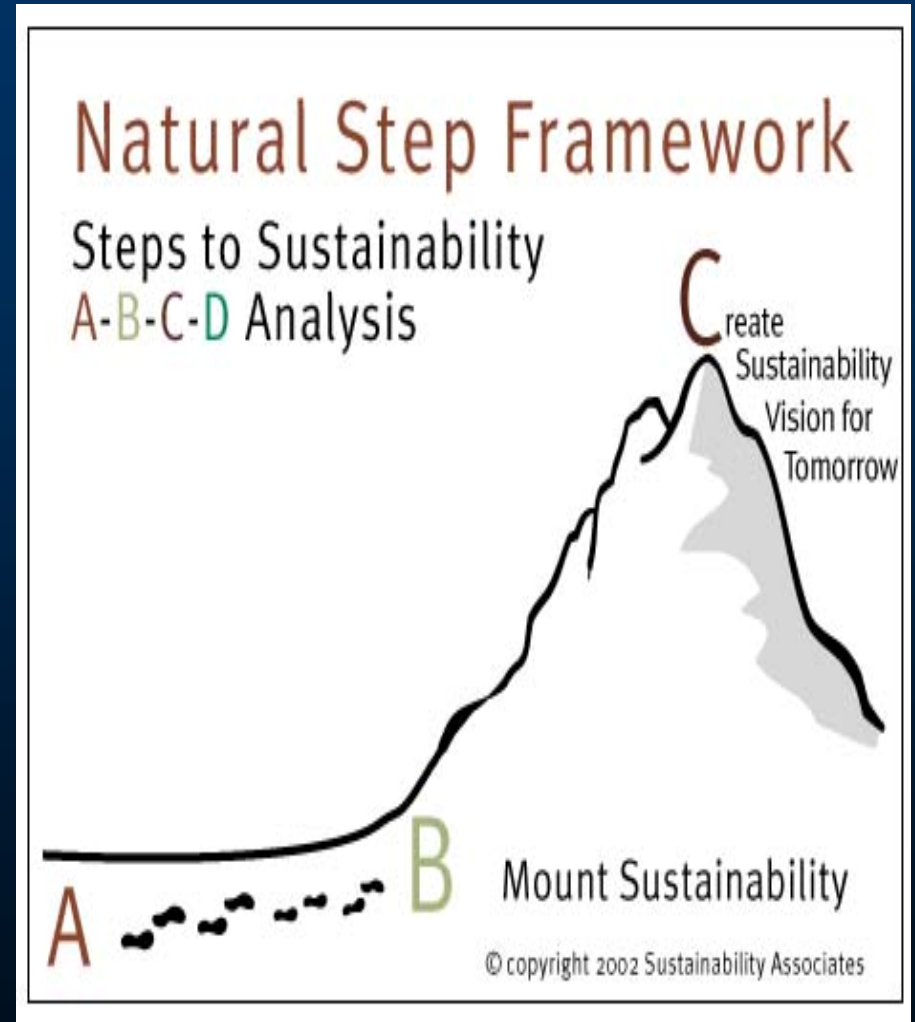 Natural Step Framework
Steps to Sustainability
A-B-C-D Analysis
Create
Sustainability
Vision for
Tomorrow
A
B
Mount Sustainability
© copyright 2002 Sustainability Associates